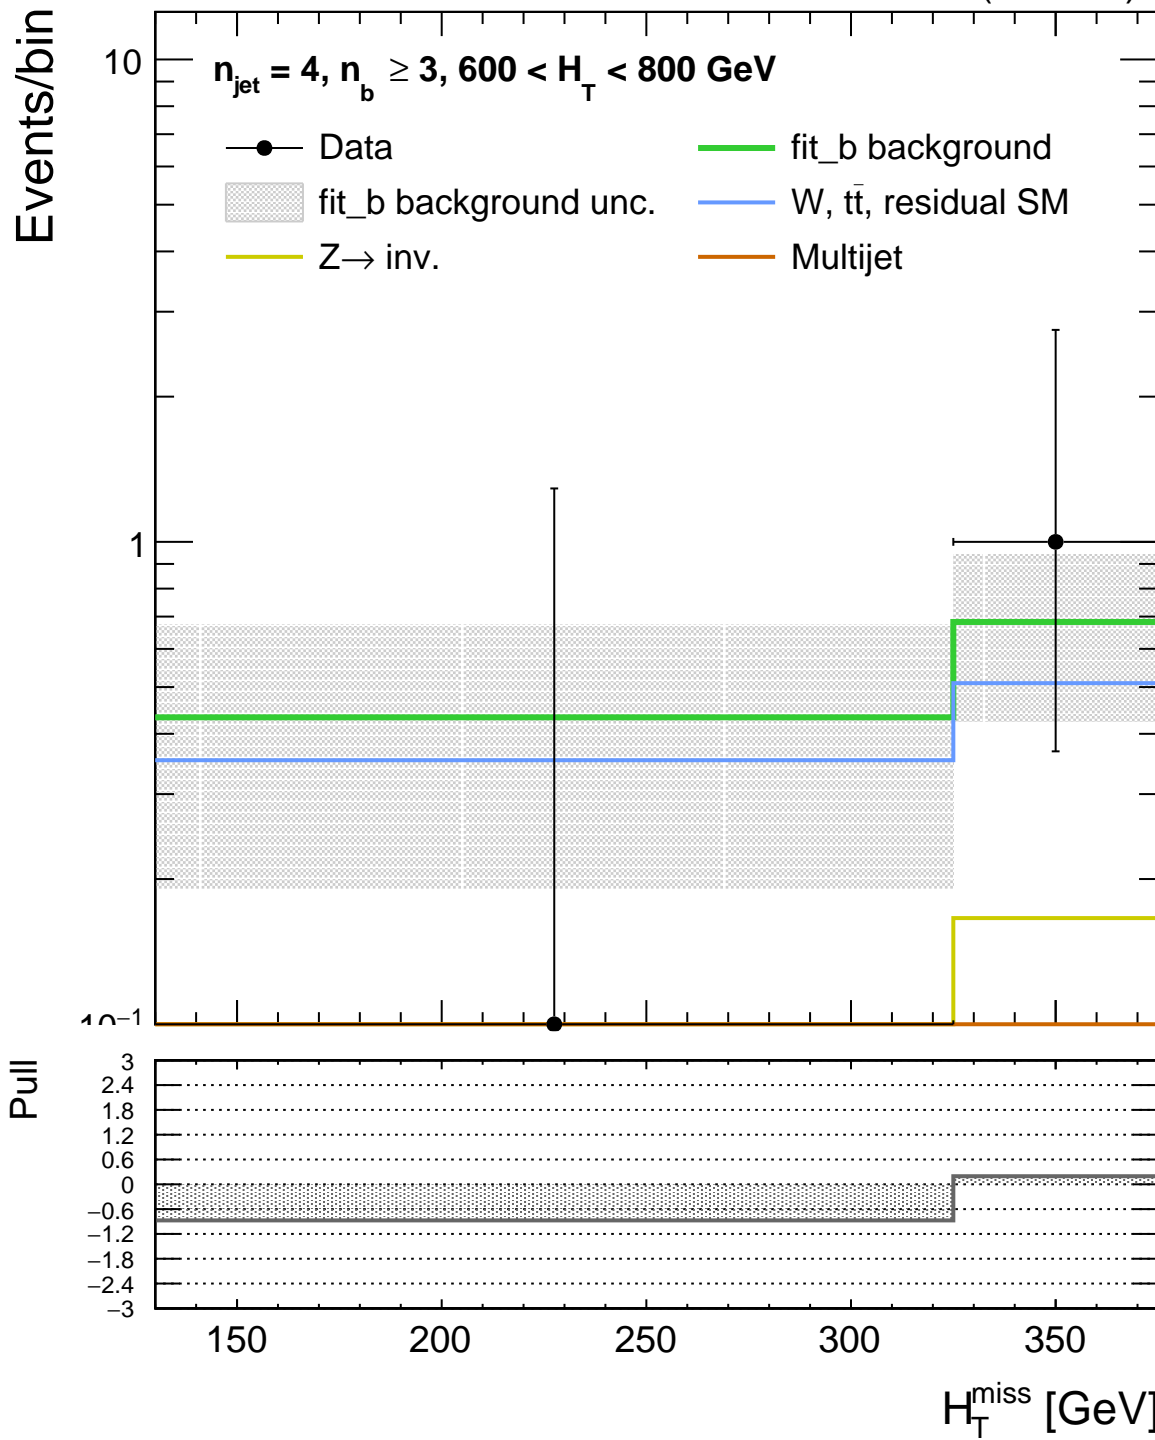 Events/bin
10
n_jet = 4, n_b ≥ 3, 600 < H_T < 800 GeV
Data
fit_b background
fit_b background unc.
W, tt̄, residual SM
Z→ inv.
Multijet
1
10⁻¹
Pull
3
2.4
1.8
1.2
0.6
0
−0.6
−1.2
−1.8
−2.4
−3
150
200
250
300
350
H_T^miss [GeV]